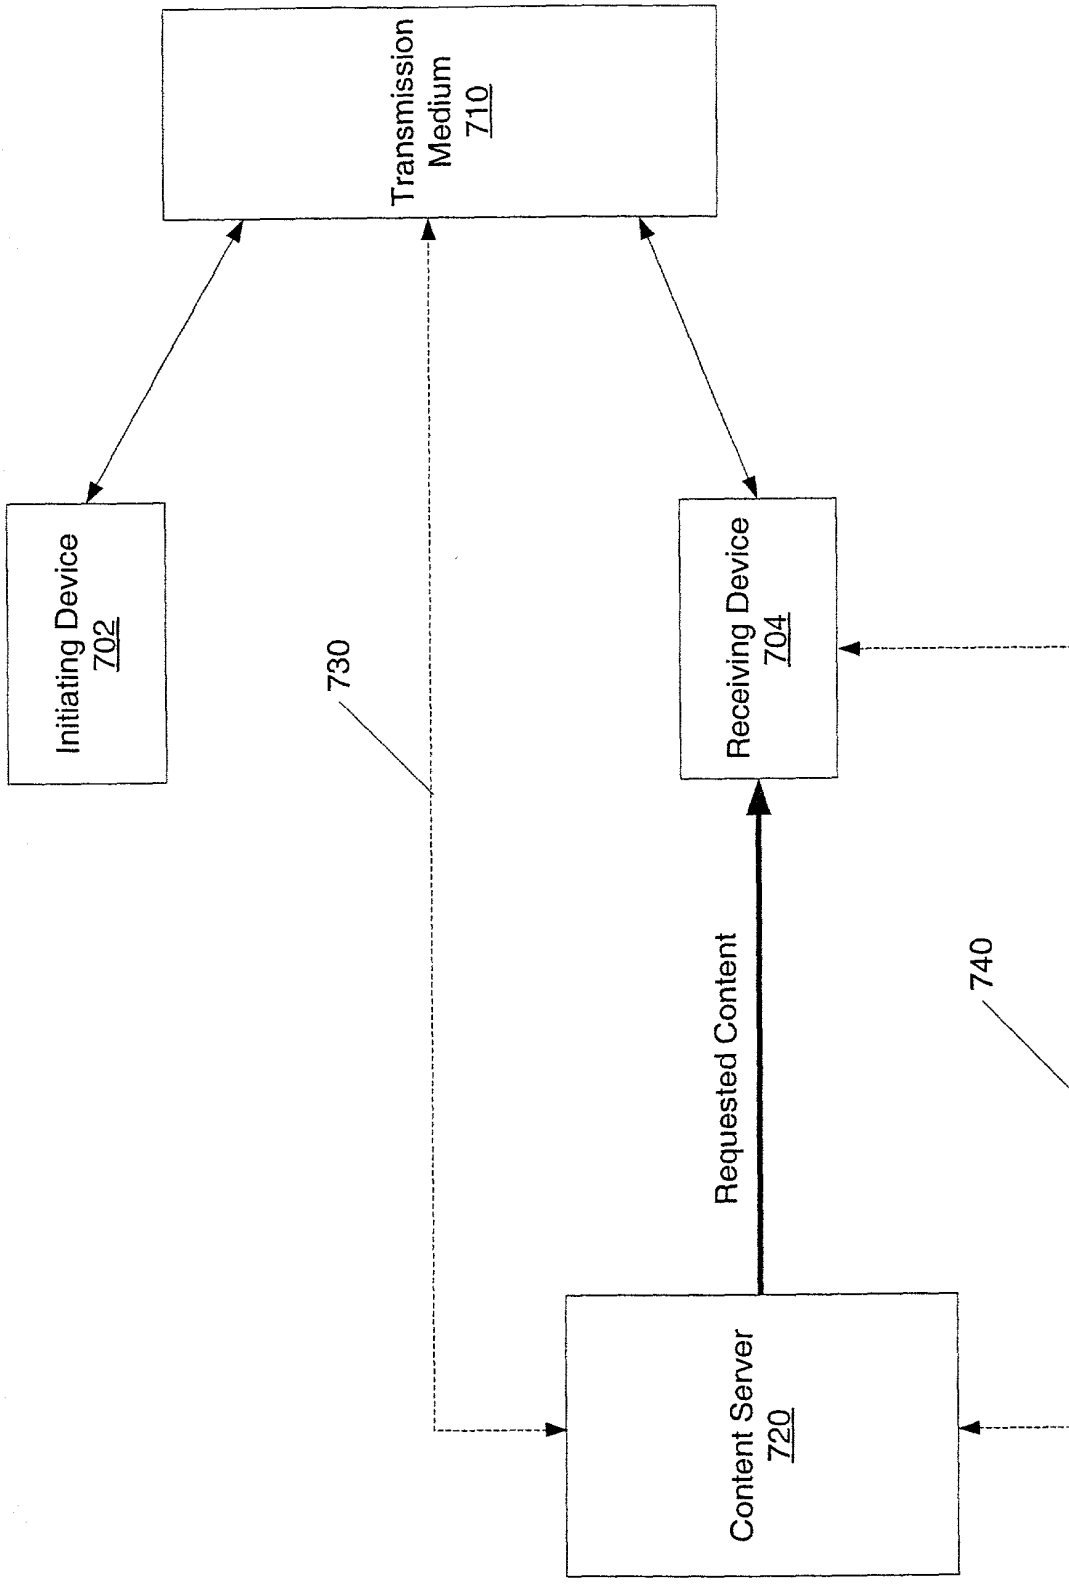 Initiating Device
702
Transmission
Medium
710
730
Receiving Device
704
Requested Content
740
Content Server
720